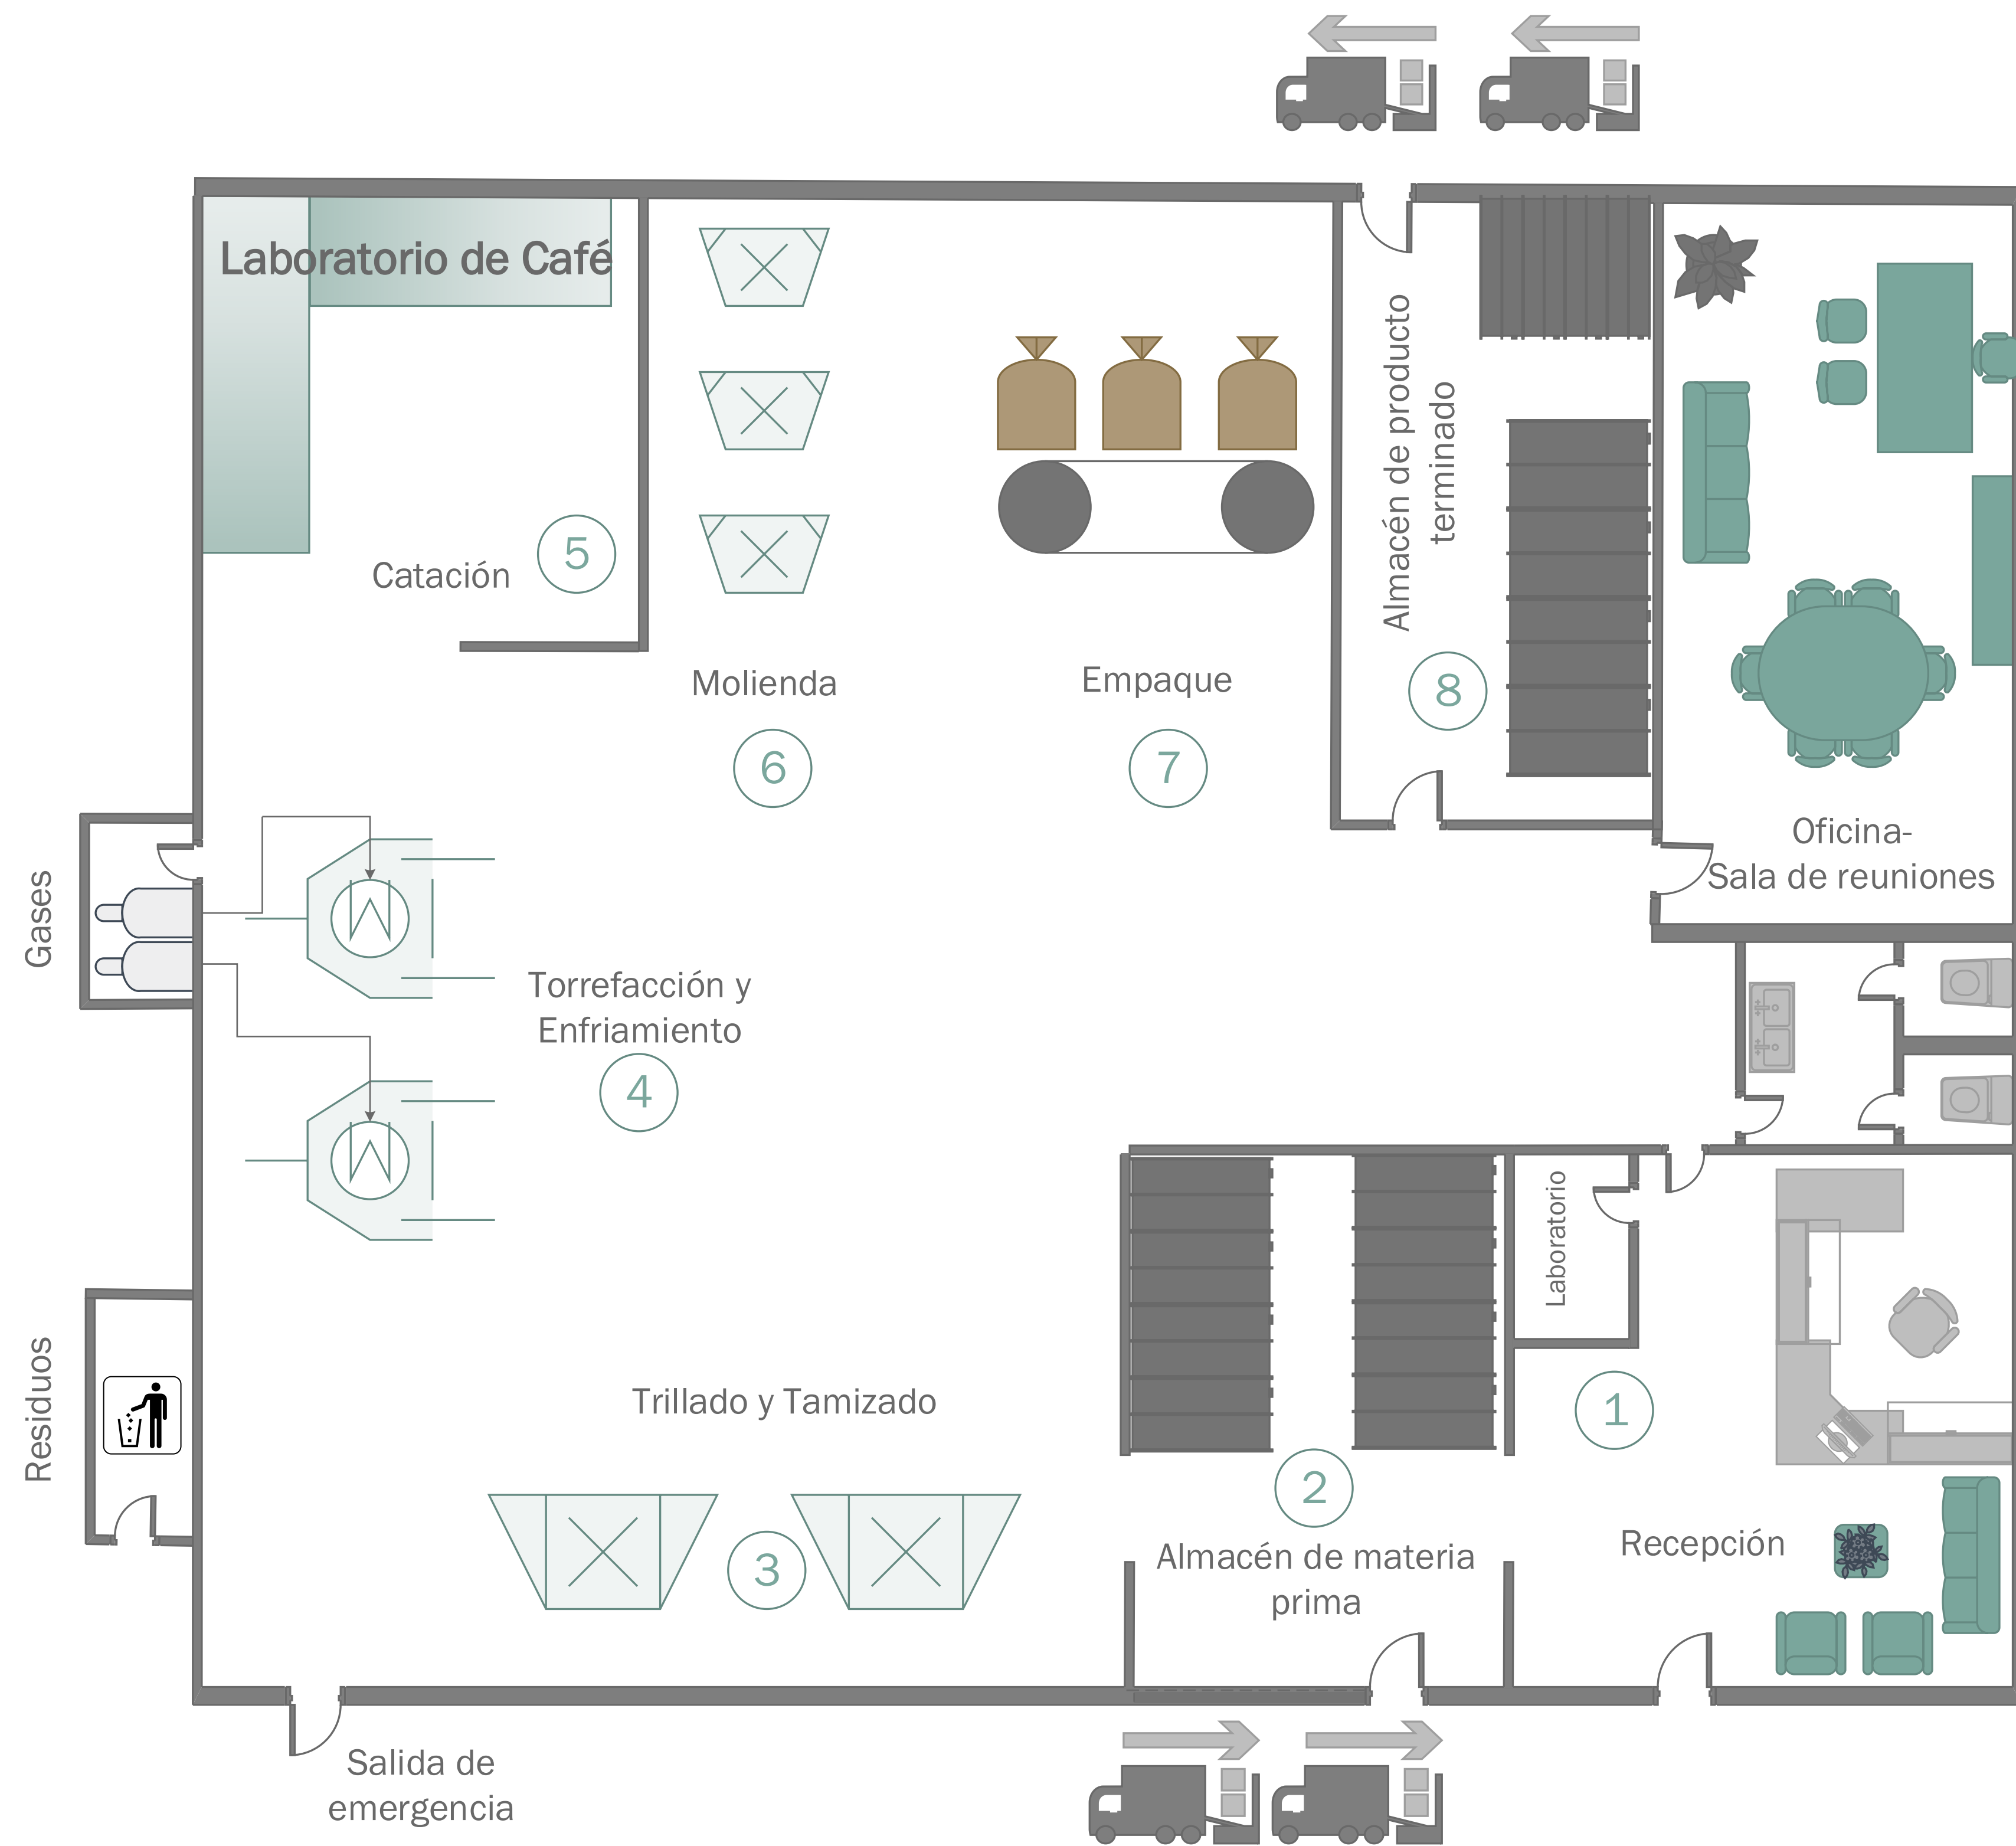 Laboratorio de Café
Catación
5
Molienda
6
Empaque
7
Almacén de producto
terminado
8
Oficina-
Sala de reuniones
Gases
Torrefacción y
Enfriamiento
4
Residuos
Trillado y Tamizado
3
Laboratorio
1
2
Almacén de materia
prima
Recepción
Salida de
emergencia